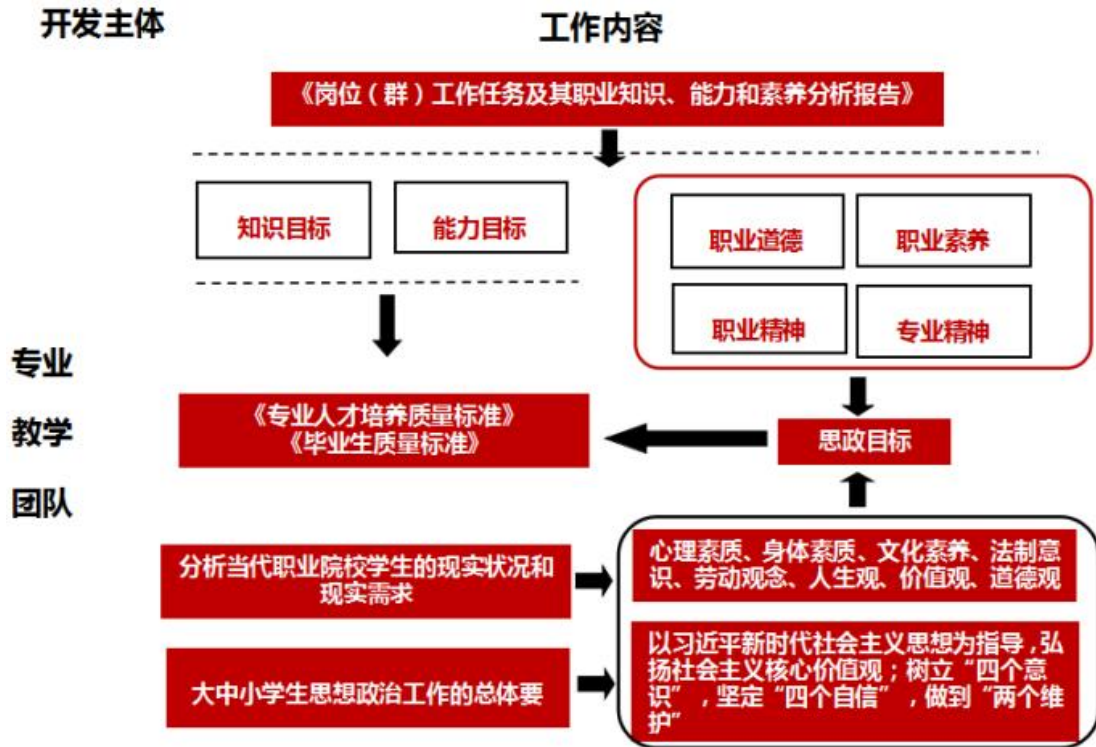 开发主体
工作内容
《岗位（群）工作任务及其职业知识、能力和素养分析报告》
知识目标
能力目标
职业道德
职业素养
职业精神
专业精神
专业
教学
团队
《专业人才培养质量标准》
《毕业生质量标准》
思政目标
分析当代职业院校学生的现实状况和
现实需求
心理素质、身体素质、文化素养、法制意
识、劳动观念、人生观、价值观、道德观
大中小学生思想政治工作的总体要
以习近平新时代社会主义思想为指导，弘
扬社会主义核心价值观；树立“四个意
识”，坚定“四个自信”，做到“两个维
护”